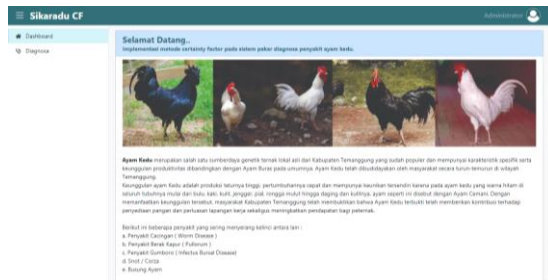 Sikaradu CF
Administrator
Dashboard
Diagnosa
Selamat Datang..
Implementasi metode certainty factor pada sistem pakar diagnosa penyakit ayam kedu.
Ayam Kedu merupakan salah satu sumberdaya genetik ternak lokal asli dari Kabupaten Temanggung yang sudah populer dan mempunyai karakteristik spesifik serta
keunggulan produktivitas dibandingkan dengan Ayam Buras pada umumnya. Ayam Kedu telah dibudidayakan oleh masyarakat secara turun-temurun di wilayah
Temanggung.
Keunggulan ayam Kedu adalah produksi telurnya tinggi, pertumbuhannya cepat dan mempunyai keunikan tersendiri karena pada ayam kedu yang warna hitam di
seluruh tubuhnya mulai dari bulu, kaki, kulit, jengger, pial, rongga mulut hingga daging dan kulitnya, ayam seperti ini disebut dengan Ayam Cemani. Dengan
memanfaatkan keunggulan tersebut, masyarakat Kabupaten Temanggung telah membuktikan bahwa Ayam Kedu terbukti telah memberikan kontribusi terhadap
penyediaan pangan dan perluasan lapangan kerja sekaligus meningkatkan pendapatan bagi peternak.
Berikut ini beberapa penyakit yang sering menyerang kelinci antara lain :
a. Penyakit Cacingan ( Worm Disease )
b. Penyakit Berak Kapur ( Pullorum )
c. Penyakit Gumboro ( Infectus Bursal Disease)
d. Snot / Coriza
e. Busung Ayam